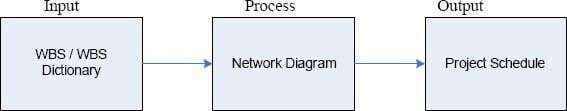 Input
Process
Output
WBS / WBS
Dictionary
Network Diagram
Project Schedule